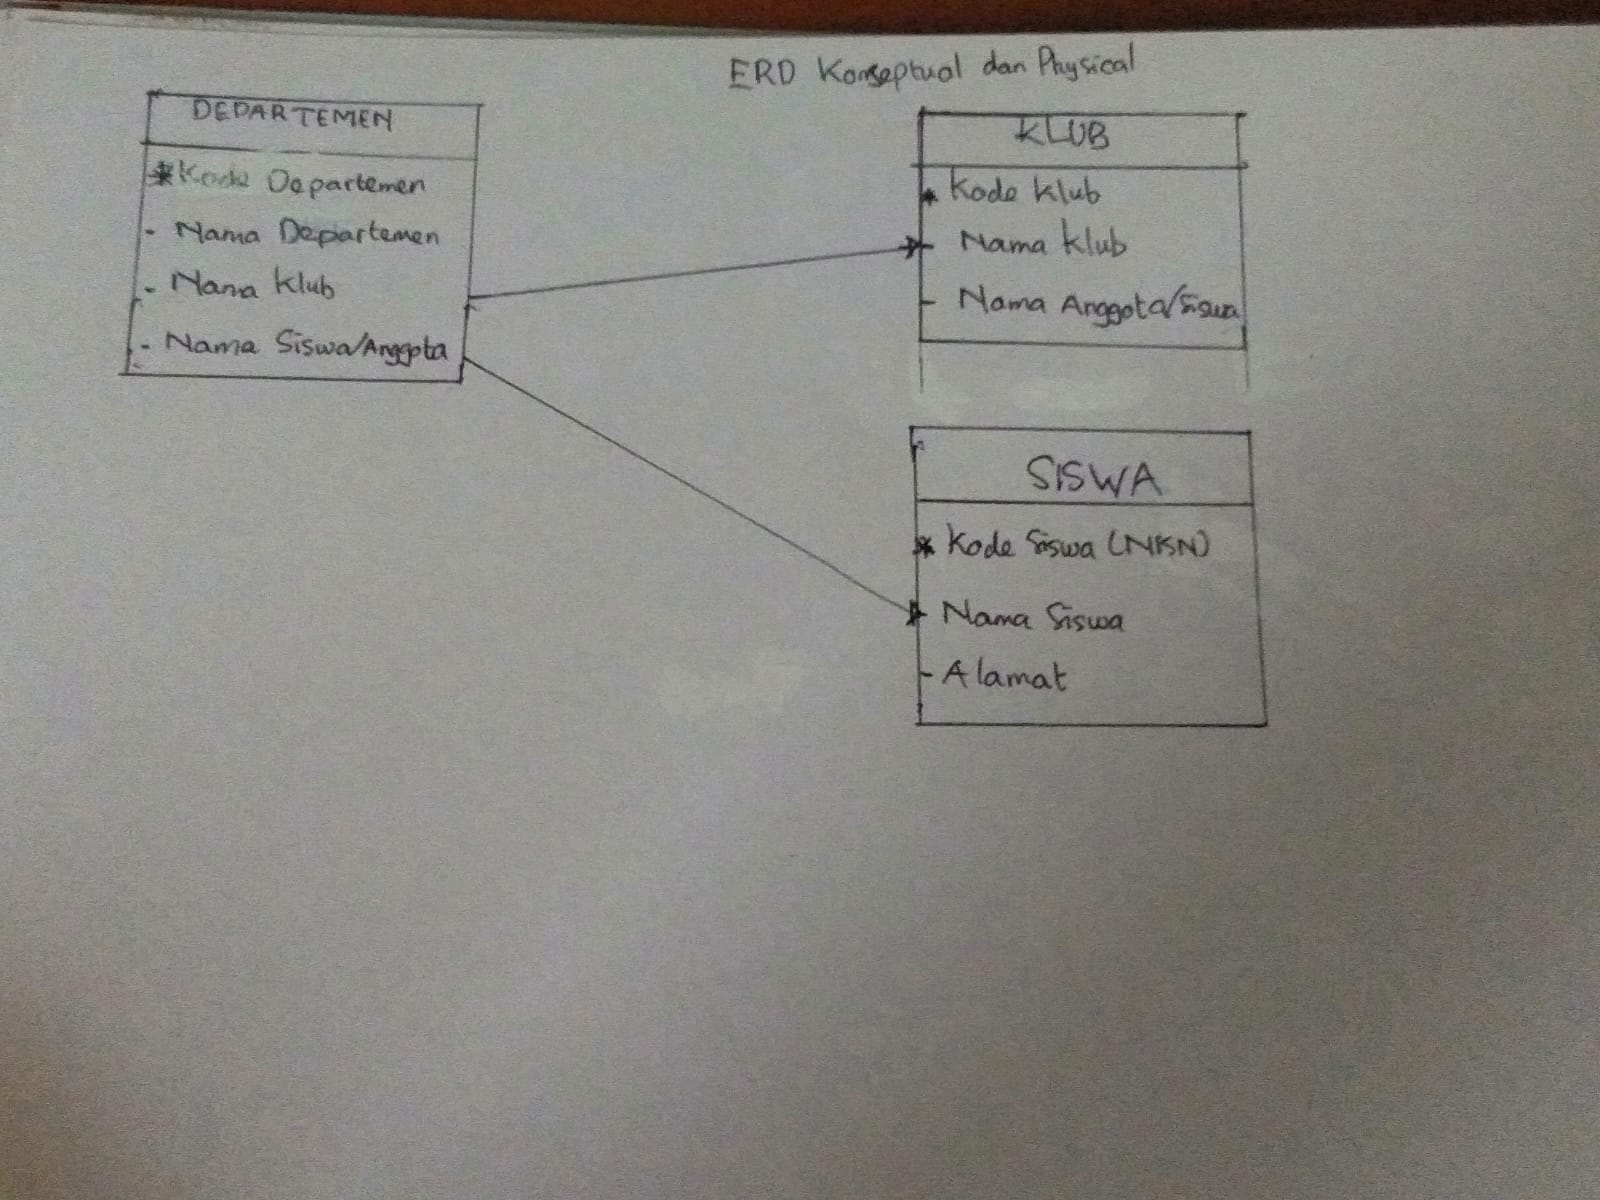 ERD Konseptual dan Physical
DEPARTEMEN
* Kode Departemen
- Nama Departemen
- Nama Klub
- Nama Siswa/Anggota
KLUB
* Kode Klub
- Nama Klub
- Nama Anggota/Siswa
SISWA
* Kode Siswa (NKN)
- Nama Siswa
- Alamat